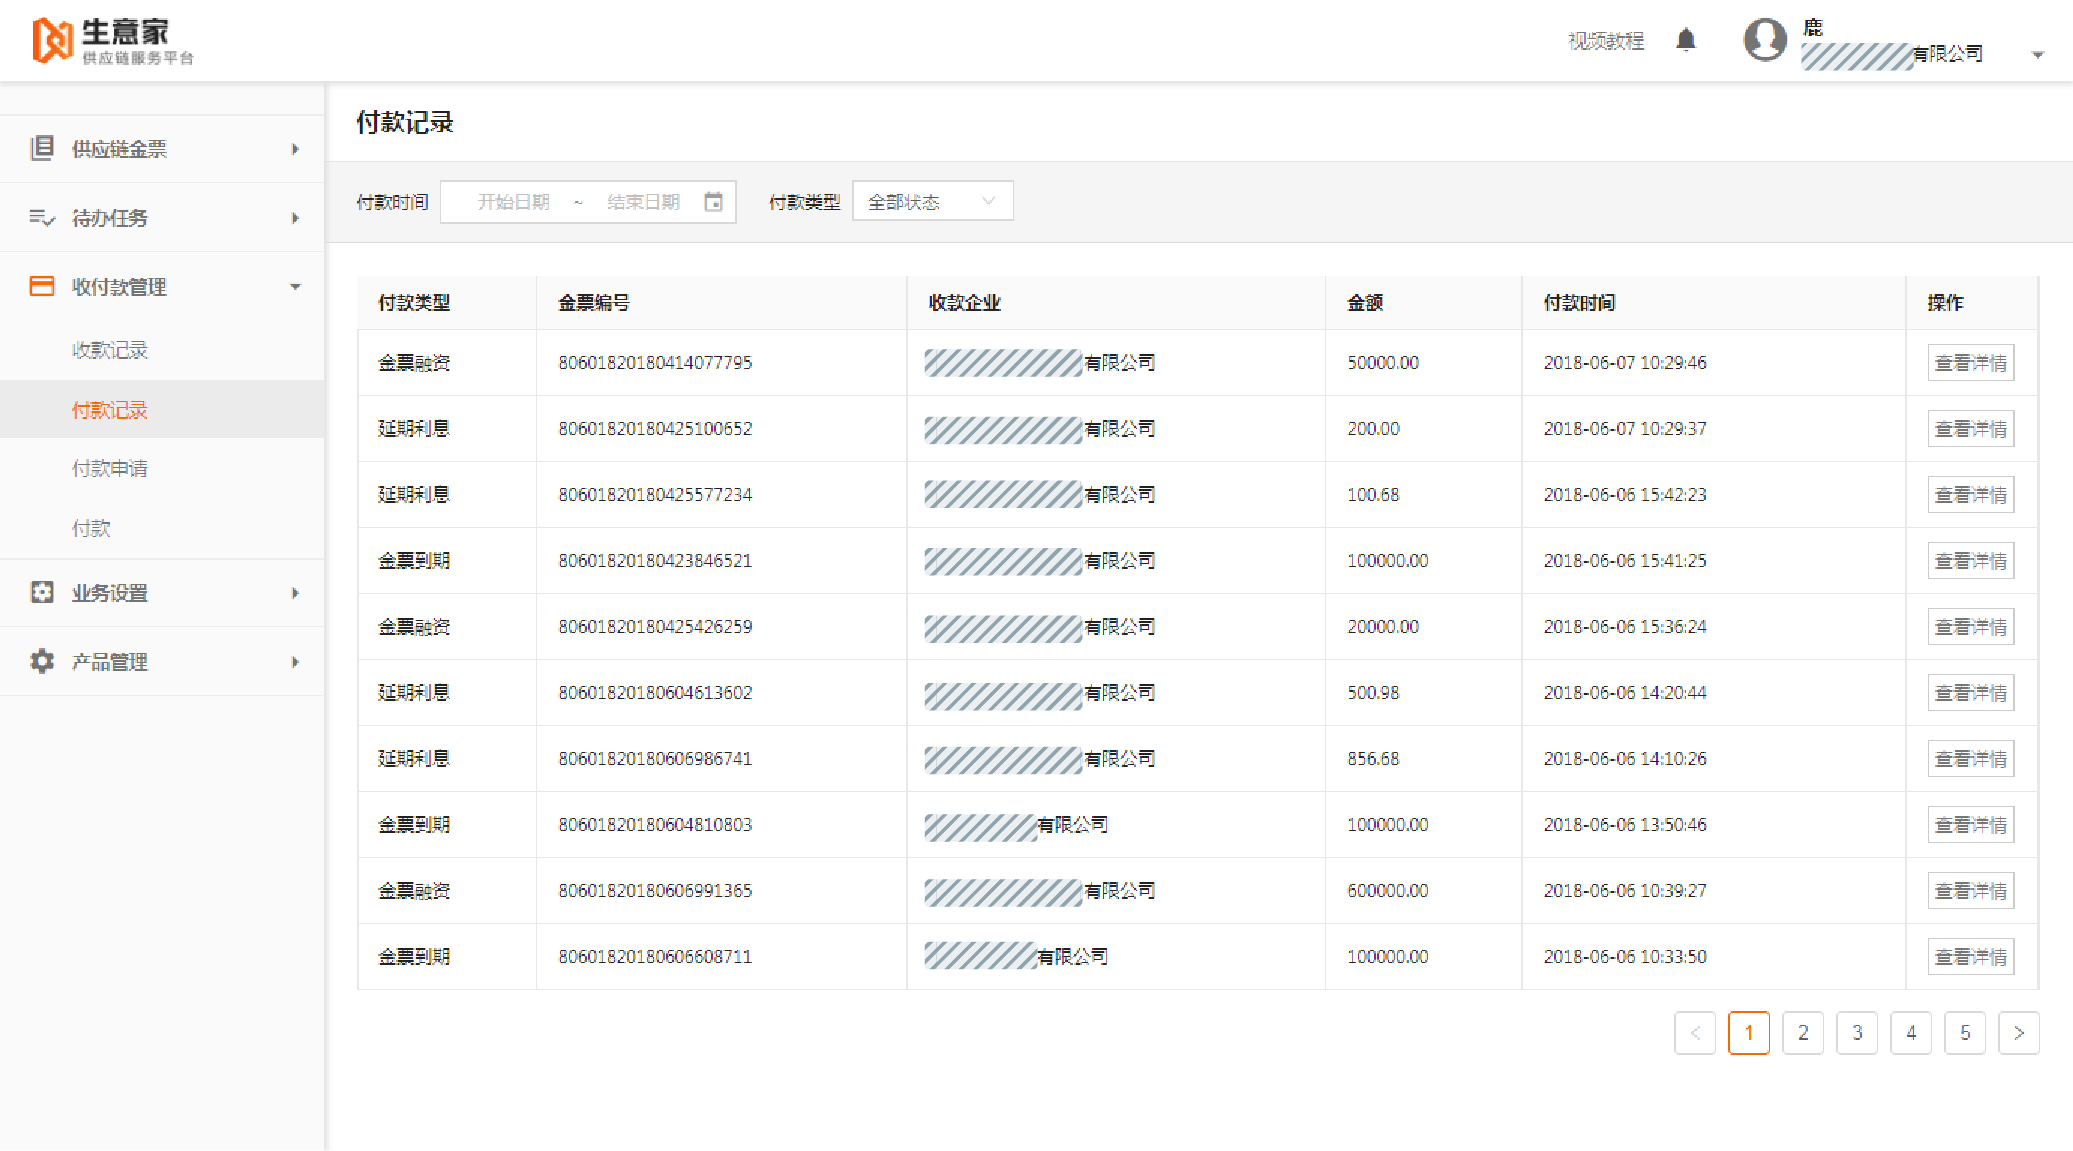 生意家
供应链服务平台
视频教程
鹿
有限公司
供应链金票
待办任务
收付款管理
收款记录
付款记录
付款申请
付款
业务设置
产品管理
付款记录
付款时间 开始日期 ~ 结束日期 付款类型 全部状态
付款类型 金票编号 收款企业 金额 付款时间 操作
金票融资 80601820180414077795 有限公司 50000.00 2018-06-07 10:29:46 查看详情
延期利息 80601820180425100652 有限公司 200.00 2018-06-07 10:29:37 查看详情
延期利息 80601820180425577234 有限公司 100.68 2018-06-06 15:42:23 查看详情
金票到期 80601820180423846521 有限公司 100000.00 2018-06-06 15:41:25 查看详情
金票融资 80601820180425426259 有限公司 20000.00 2018-06-06 15:36:24 查看详情
延期利息 80601820180604613602 有限公司 500.98 2018-06-06 14:20:44 查看详情
延期利息 80601820180606986741 有限公司 856.68 2018-06-06 14:10:26 查看详情
金票到期 80601820180604810803 有限公司 100000.00 2018-06-06 13:50:46 查看详情
金票融资 80601820180606991365 有限公司 600000.00 2018-06-06 10:39:27 查看详情
金票到期 80601820180606608711 有限公司 100000.00 2018-06-06 10:33:50 查看详情
< 1 2 3 4 5 >